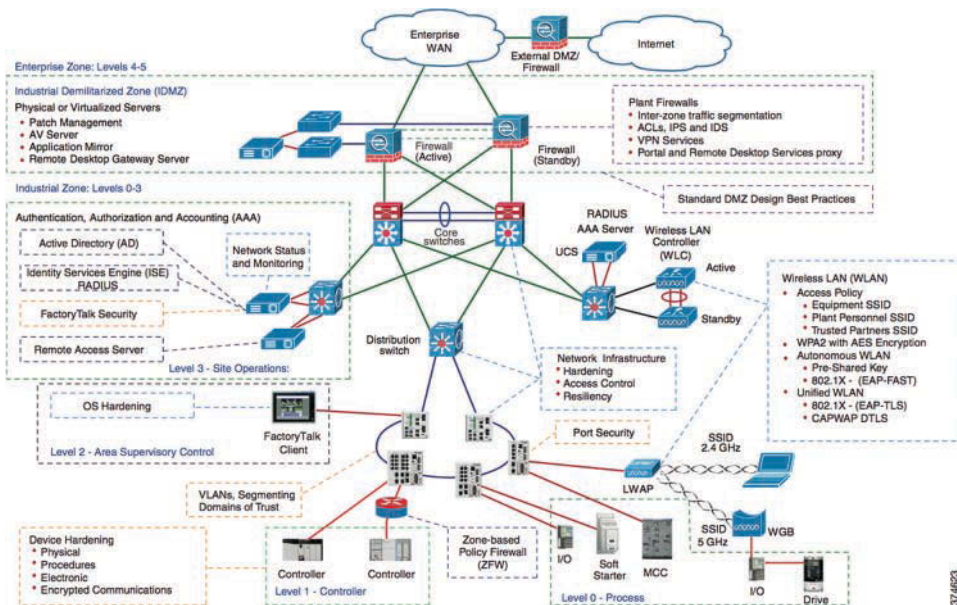 Enterprise
WAN
External DMZ/
Firewall
Internet
Enterprise Zone: Levels 4-5
Industrial Demilitarized Zone (IDMZ)
Physical or Virtualized Servers
Patch Management
AV Server
Application Mirror
Remote Desktop Gateway Server
Firewall
(Active)
Firewall
(Standby)
Plant Firewalls
Inter-zone traffic segmentation
ACLs, IPS and IDS
VPN Services
Portal and Remote Desktop Services proxy
Standard DMZ Design Best Practices
Industrial Zone: Levels 0-3
Authentication, Authorization and Accounting (AAA)
Active Directory (AD)
Identity Services Engine (ISE)
RADIUS
FactoryTalk Security
Remote Access Server
Network Status
and Monitoring
Level 3 - Site Operations:
Core
switches
RADIUS
AAA Server
UCS
Wireless LAN
Controller
(WLC)
Active
Standby
Distribution
switch
Network Infrastructure
Hardening
Access Control
Resiliency
Wireless LAN (WLAN)
Access Policy
Equipment SSID
Plant Personnel SSID
Trusted Partners SSID
WPA2 with AES Encryption
Autonomous WLAN
Pre-Shared Key
802.1X - (EAP-FAST)
Unified WLAN
802.1X - (EAP-TLS)
CAPWAP DTLS
OS Hardening
FactoryTalk
Client
Level 2 - Area Supervisory Control
Port Security
VLANs, Segmenting
Domains of Trust
SSID
2.4 GHz
LWAP
SSID
5 GHz
WGB
Device Hardening
Physical
Procedures
Electronic
Encrypted Communications
Controller
Controller
Level 1 - Controller
Zone-based
Policy Firewall
(ZFW)
I/O
Soft
Starter
MCC
Level 0 - Process
I/O
Drive
374623